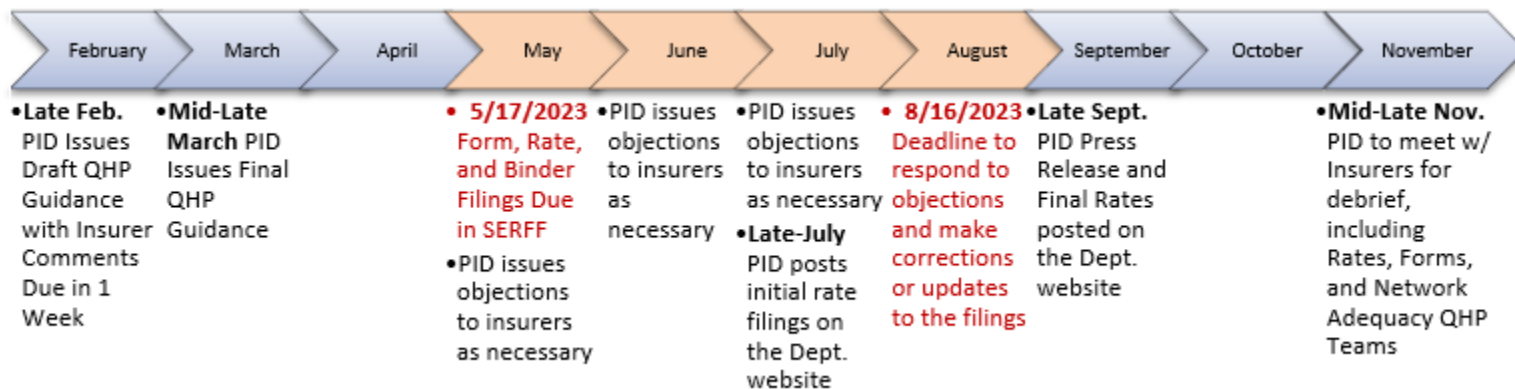 February
March
April
May
June
July
August
September
October
November
•Late Feb.
PID Issues
Draft QHP
Guidance
with Insurer
Comments
Due in 1
Week
•Mid-Late
March PID
Issues Final
QHP
Guidance
• 5/17/2023
Form, Rate,
and Binder
Filings Due
in SERFF
•PID issues
objections
to insurers
as necessary
•PID issues
objections
to insurers
as
necessary
•PID issues
objections
to insurers
as necessary
•Late-July
PID posts
initial rate
filings on
the Dept.
website
• 8/16/2023
Deadline to
respond to
objections
and make
corrections
or updates
to the filings
•Late Sept.
PID Press
Release and
Final Rates
posted on
the Dept.
website
•Mid-Late Nov.
PID to meet w/
Insurers for
debrief,
including
Rates, Forms,
and Network
Adequacy QHP
Teams